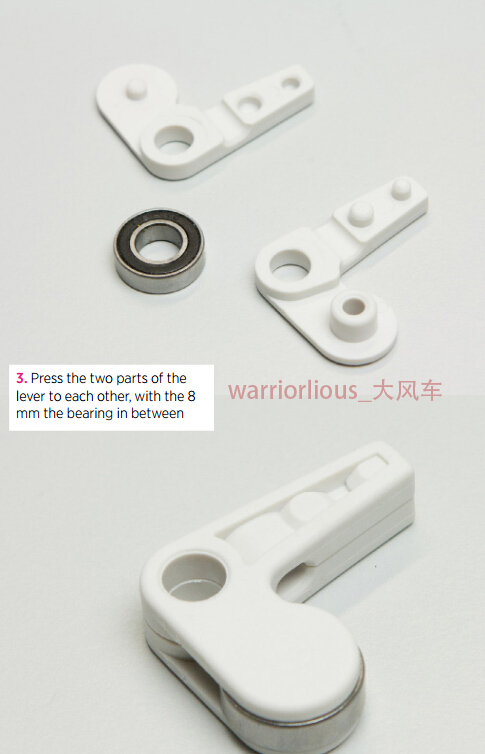 3. Press the two parts of the
lever to each other, with the 8
mm the bearing in between
warriorlious_大风车